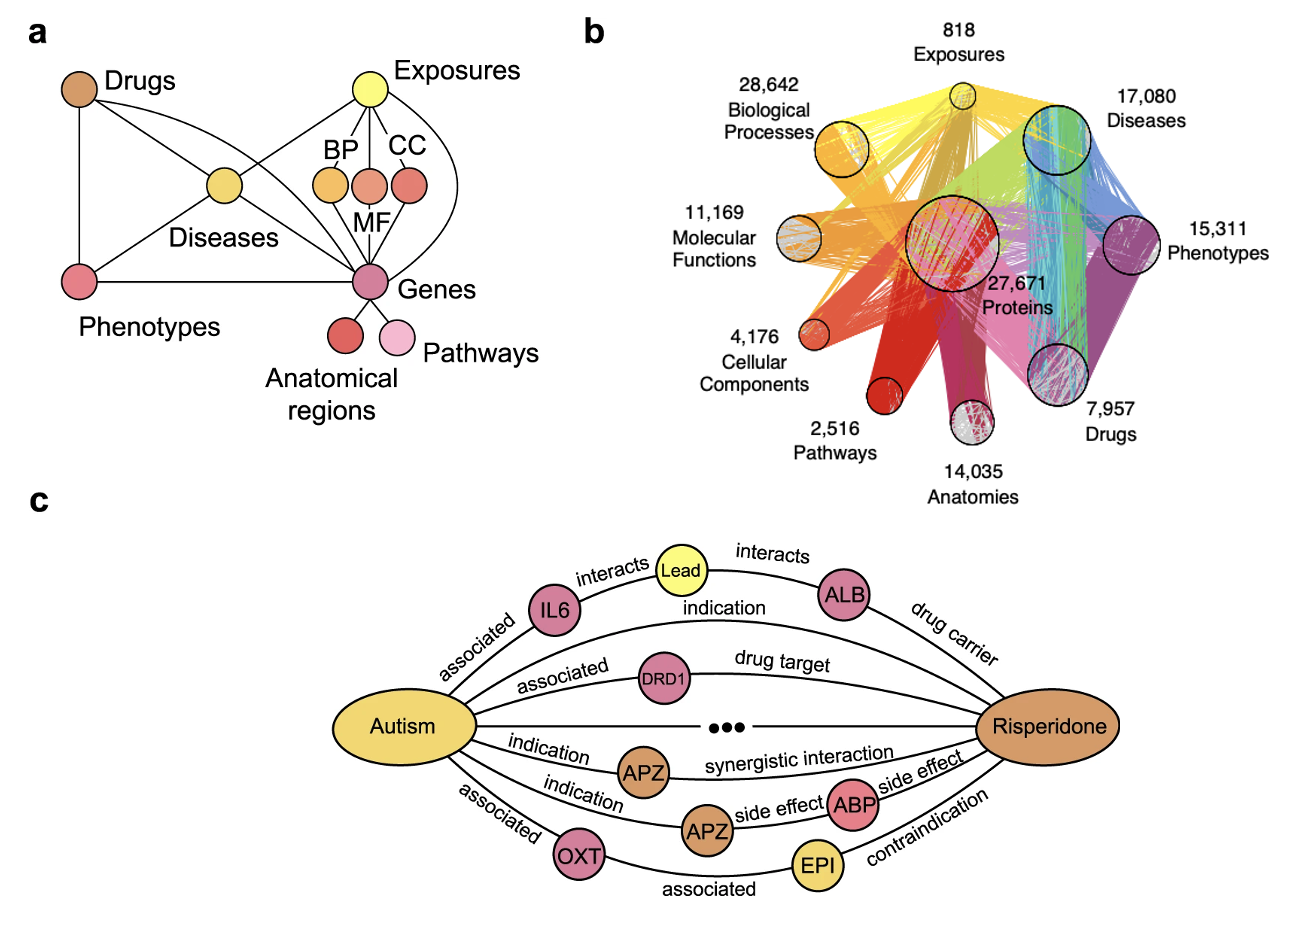 a
Drugs
Exposures
BP
CC
MF
Diseases
Genes
Phenotypes
Pathways
Anatomical
regions
b
818
Exposures
28,642
Biological
Processes
17,080
Diseases
11,169
Molecular
Functions
15,311
Phenotypes
27,671
Proteins
4,176
Cellular
Components
2,516
Pathways
7,957
Drugs
14,035
Anatomies
c
associated
IL6
interacts
Lead
interacts
ALB
drug carrier
indication
associated
DRD1
drug target
Autism
•••
Risperidone
indication
APZ
synergistic interaction
indication
APZ
side effect
ABP
side effect
associated
OXT
associated
EPI
contraindication